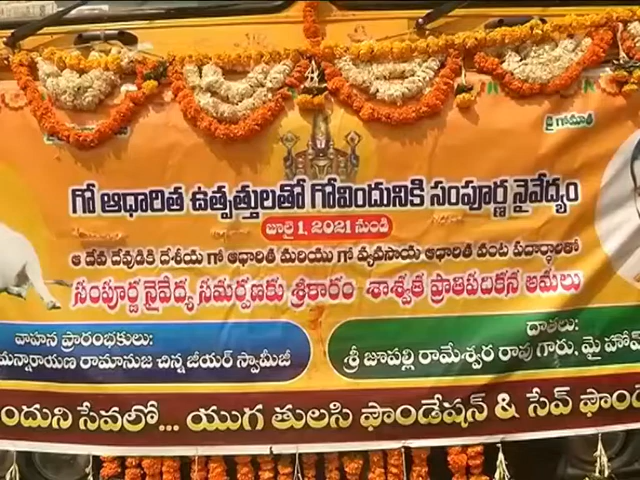 జై గోమాత
గో ఆధారిత ఉత్పత్తులతో గోవిందునికి సంపూర్ణ నైవేద్యం
జూలై 1, 2021 నుండి
ఆ దేవ దేవుడికి దేశీయ గో ఆధారిత మరియు గో వ్యవసాయ ఆధారిత వంట పదార్థాలతో
సంపూర్ణ నైవేద్య సమర్పణకు శ్రీకారం శాశ్వత ప్రాతిపదికన అమలు
వాహన ప్రారంభకులు:
మన్నారాయణ రామానుజ చిన్న జీయర్ స్వామీజీ
దాతలు:
శ్రీ జూపల్లి రామేశ్వర రావు గారు, మై హోమ్
ందుని సేవలో... యుగ తులసి ఫౌండేషన్ & సేవ్ ఫౌం